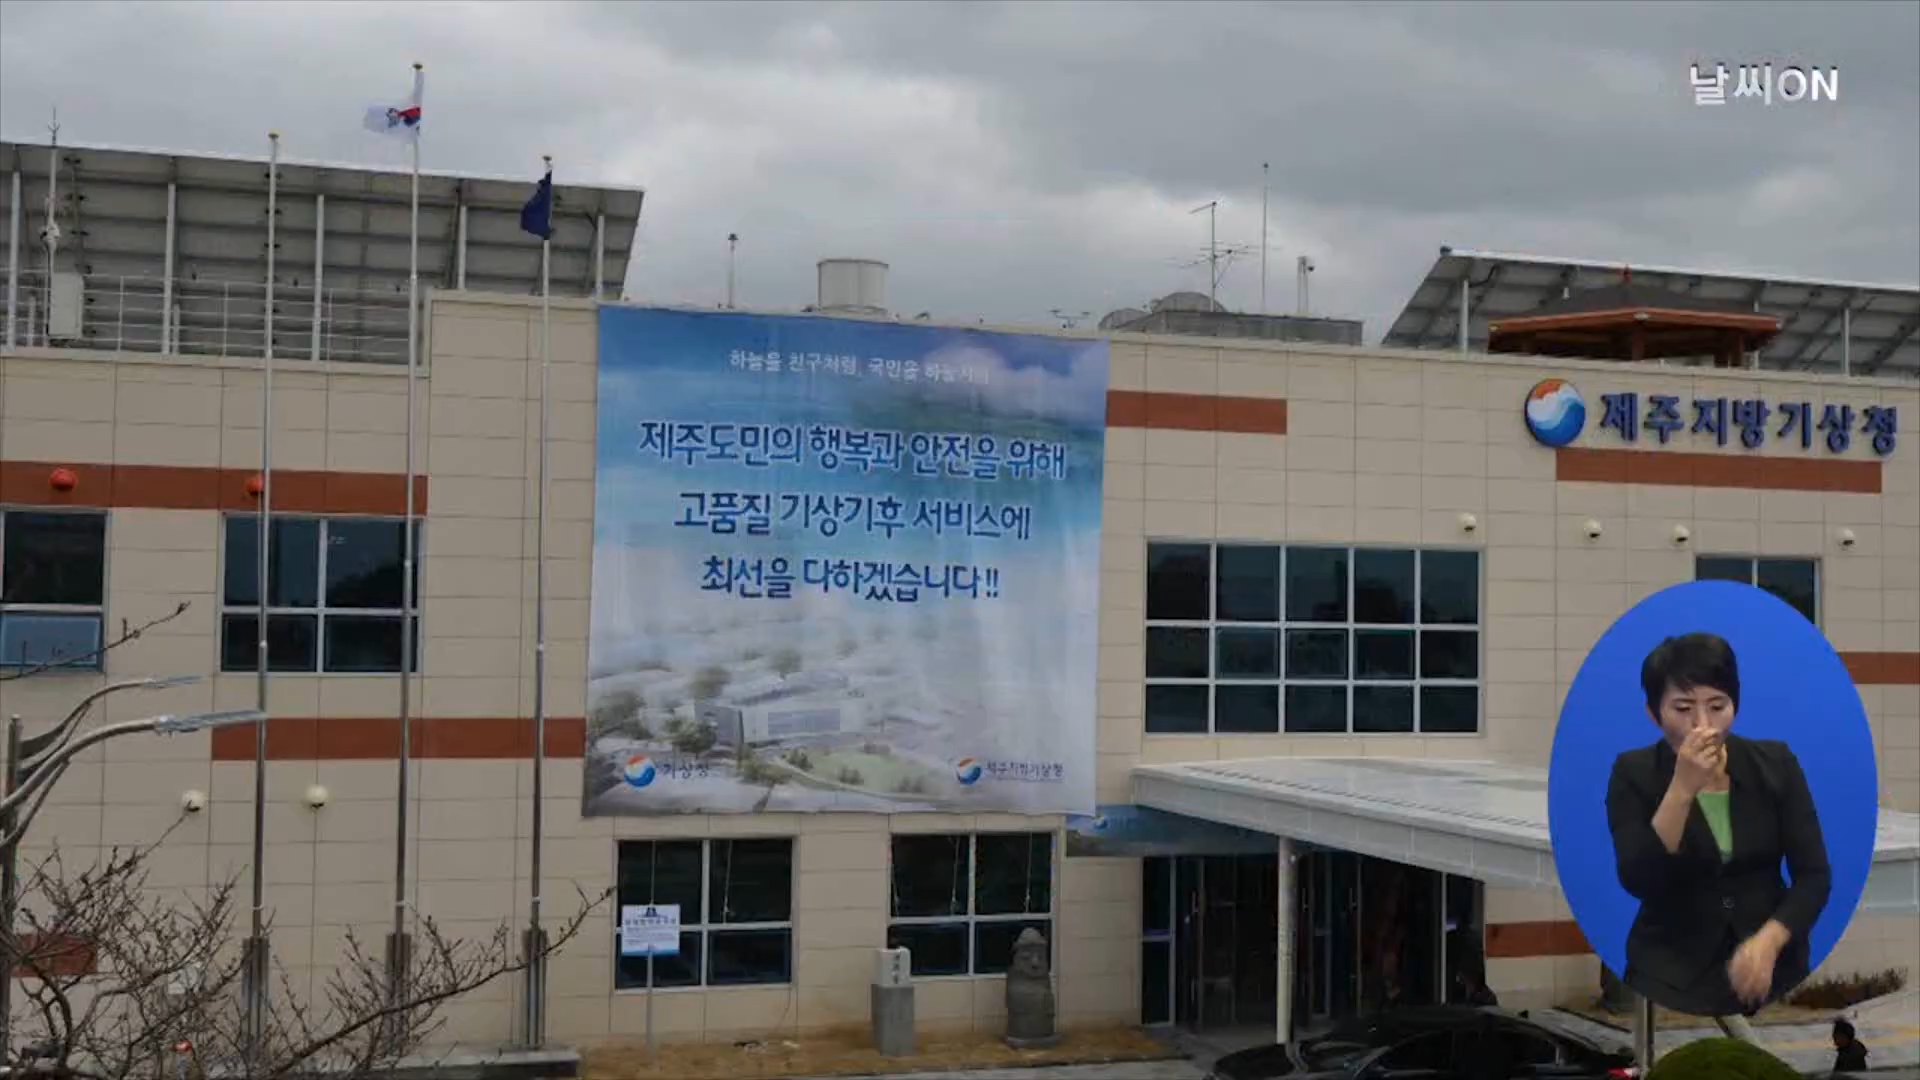 날씨ON
하늘을 친구처럼, 국민을 하늘처럼
제주도민의 행복과 안전을 위해
고품질 기상기후 서비스에
최선을 다하겠습니다!!
기상청
제주지방기상청
제주지방기상청